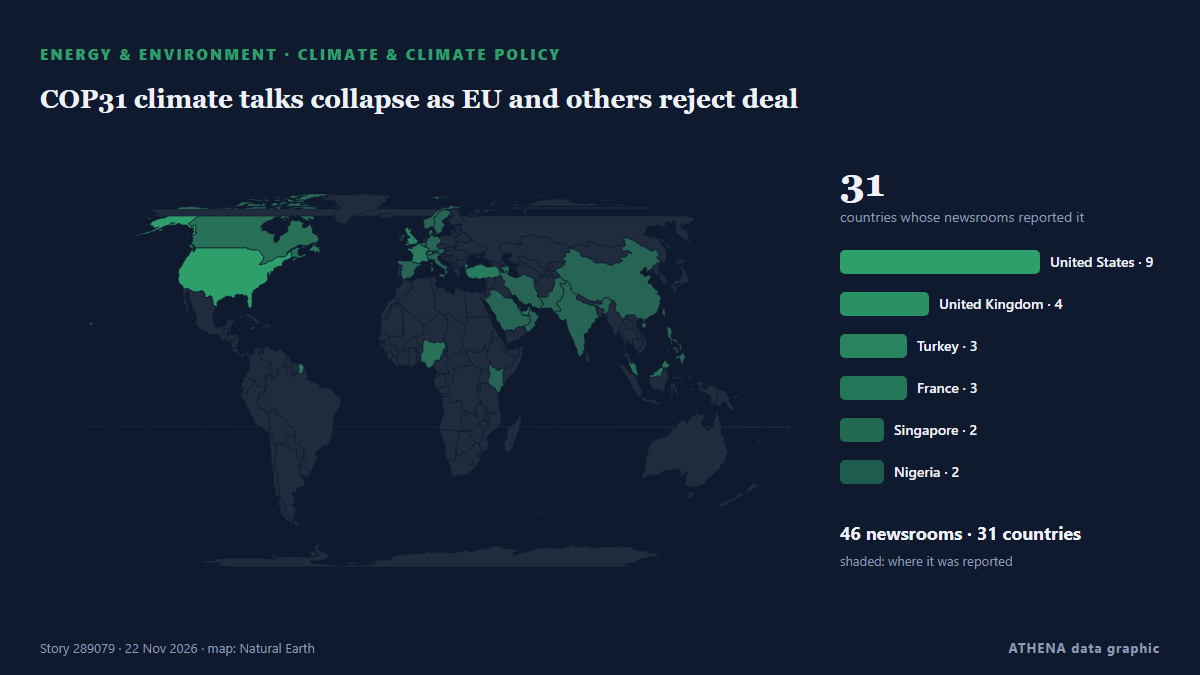 ENERGY & ENVIRONMENT · CLIMATE & CLIMATE POLICY
COP31 climate talks collapse as EU and others reject deal
31
countries whose newsrooms reported it
United States · 9
United Kingdom · 4
Turkey · 3
France · 3
Singapore · 2
Nigeria · 2
46 newsrooms · 31 countries
shaded: where it was reported
Story 289079 · 22 Nov 2026 · map: Natural Earth
ATHENA data graphic